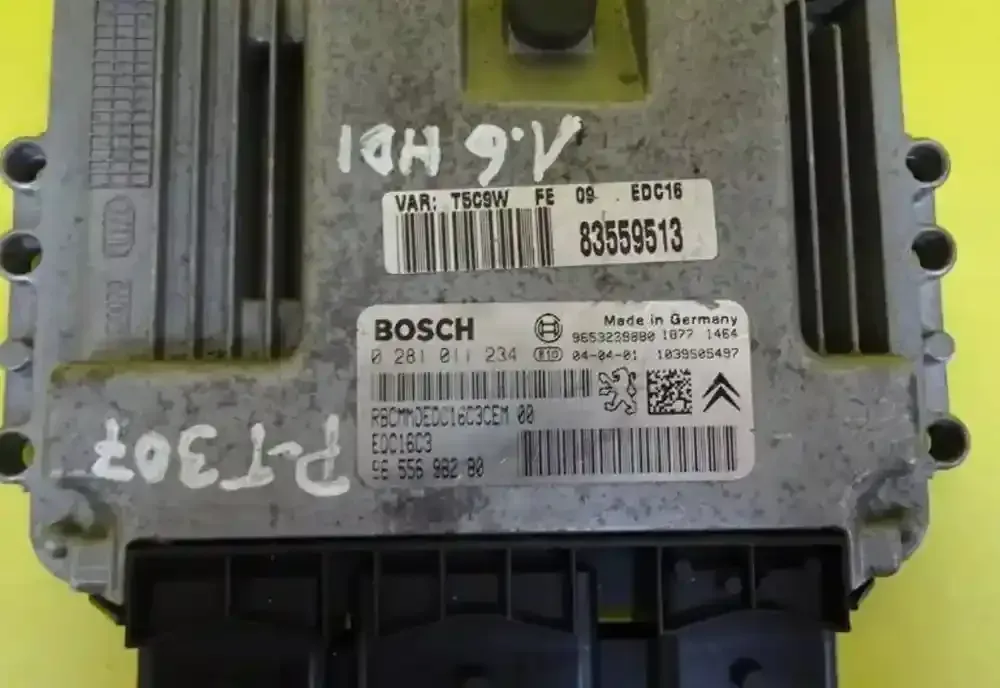 1.6 HDI
VAR: T5C9W FE 09 EDC16
83559513
BOSCH
Made in Germany
9653239880 1877 1464
0 281 011 234
04-04-01 1039S05497
RBCMMDEDC16C3CEM 00
EDC16C3
96 556 982 80
P-T307